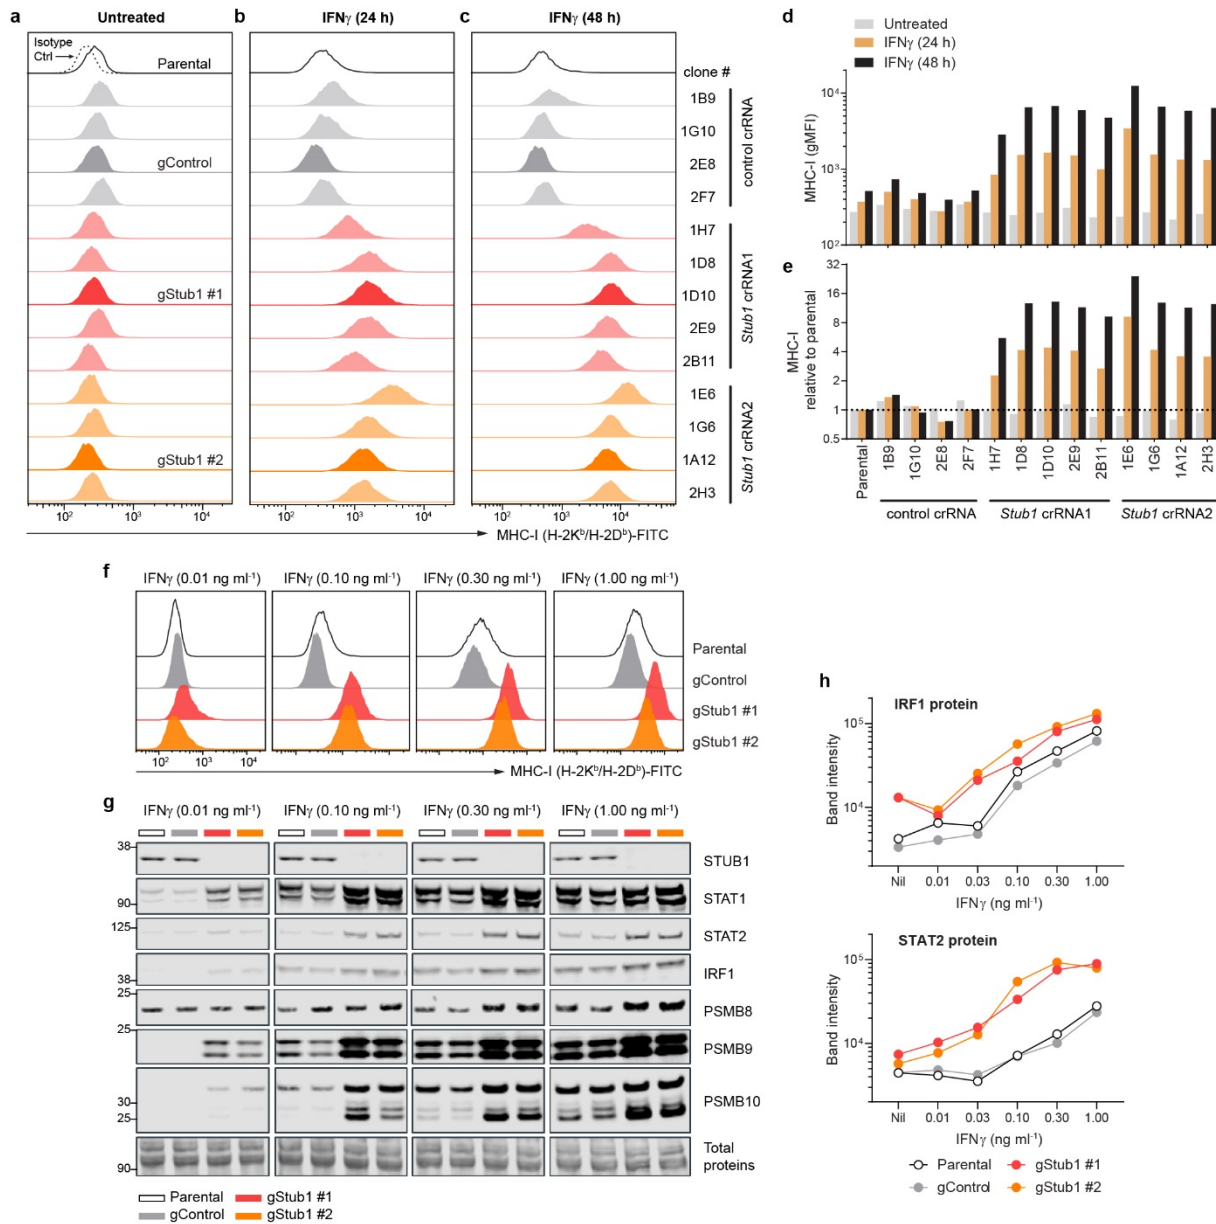 a Untreated b IFNγ (24 h) c IFNγ (48 h)
Isotype
Ctrl
Parental
clone #
1B9
1G10
gControl 2E8
2F7
control crRNA
1H7
1D8
gStub1 #1 1D10
2E9
2B11
Stub1 crRNA1
1E6
1G6
gStub1 #2 1A12
2H3
Stub1 crRNA2
10² 10³ 10⁴ 10² 10³ 10⁴ 10² 10³ 10⁴
MHC-I (H-2Kᵇ/H-2Dᵇ)-FITC
d
Untreated
IFNγ (24 h)
IFNγ (48 h)
MHC-I (gMFI)
10⁴
10³
10²
e
MHC-I
relative to parental
32
16
8
4
2
1
0.5
Parental 1B9 1G10 2E8 2F7 1H7 1D8 1D10 2E9 2B11 1E6 1G6 1A12 2H3
control crRNA Stub1 crRNA1 Stub1 crRNA2
f
IFNγ (0.01 ng ml⁻¹) IFNγ (0.10 ng ml⁻¹) IFNγ (0.30 ng ml⁻¹) IFNγ (1.00 ng ml⁻¹)
Parental
gControl
gStub1 #1
gStub1 #2
10² 10³ 10⁴
MHC-I (H-2Kᵇ/H-2Dᵇ)-FITC
g
IFNγ (0.01 ng ml⁻¹) IFNγ (0.10 ng ml⁻¹) IFNγ (0.30 ng ml⁻¹) IFNγ (1.00 ng ml⁻¹)
38 STUB1
90 STAT1
125 STAT2
38 IRF1
25 PSMB8
25 PSMB9
30 PSMB10
25
90 Total
proteins
Parental gStub1 #1
gControl gStub1 #2
h
IRF1 protein
Band intensity
10⁵
10⁴
Nil 0.01 0.03 0.10 0.30 1.00
IFNγ (ng ml⁻¹)
STAT2 protein
Band intensity
10⁵
10⁴
Nil 0.01 0.03 0.10 0.30 1.00
IFNγ (ng ml⁻¹)
Parental gStub1 #1
gControl gStub1 #2